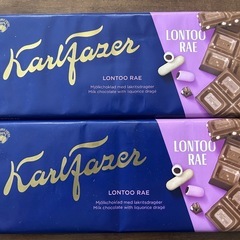 LONTOO
RAE
Karl Fazer
LONTOO RAE
Mjölkchoklad med lakritsdragéer
Milk chocolate with liquorice dragé
LONTOO
RAE
Karl Fazer
LONTOO RAE
Mjölkchoklad med lakritsdragéer
Milk chocolate with liquorice dragé